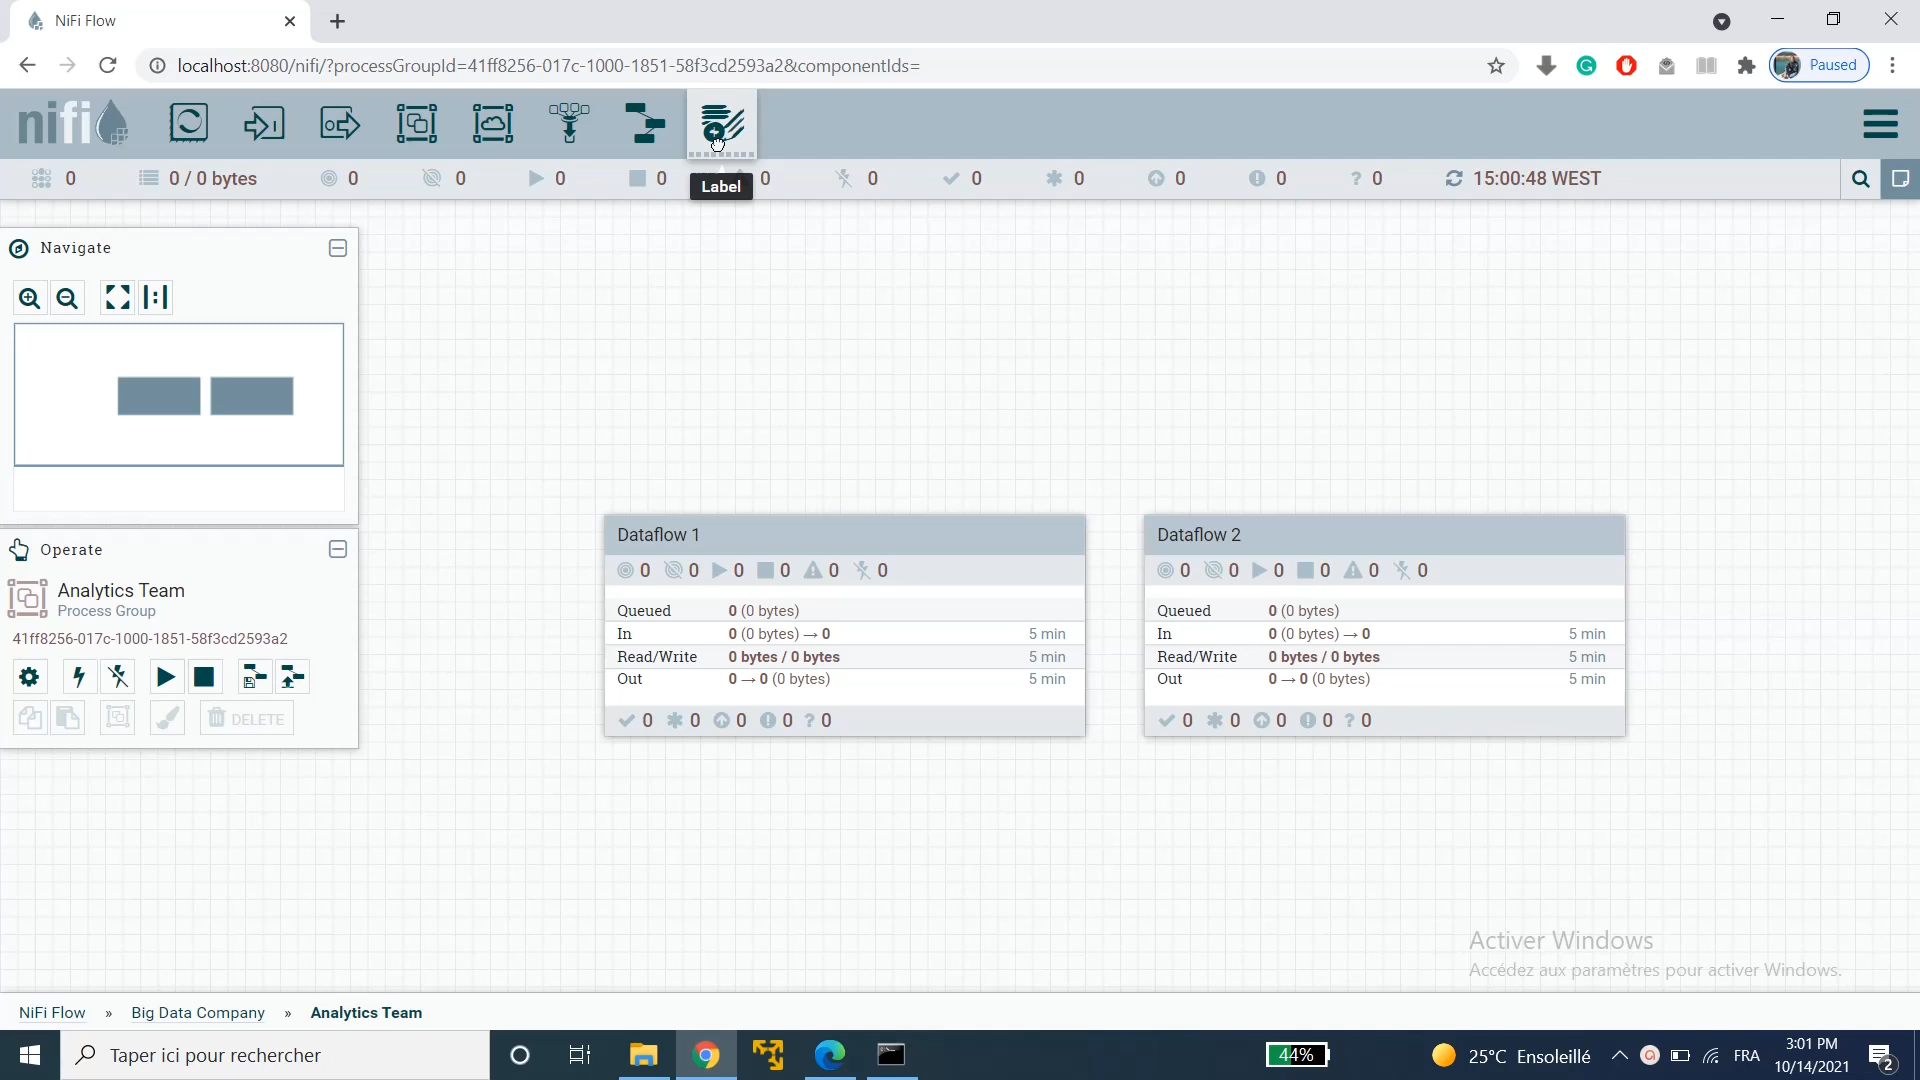 NiFi Flow
localhost:8080/nifi/?processGroupId=41ff8256-017c-1000-1851-58f3cd2593a2&componentIds=
Paused
nifi
0 0 / 0 bytes 0 0 0 0 0 0 0 0 0 0 ? 0 15:00:48 WEST
Label
Navigate
Operate
Analytics Team
Process Group
41ff8256-017c-1000-1851-58f3cd2593a2
DELETE
Dataflow 1
0 0 0 0 0 0
Queued 0 (0 bytes)
In 0 (0 bytes) → 0 5 min
Read/Write 0 bytes / 0 bytes 5 min
Out 0 → 0 (0 bytes) 5 min
0 0 0 0 ? 0
Dataflow 2
0 0 0 0 0 0
Queued 0 (0 bytes)
In 0 (0 bytes) → 0 5 min
Read/Write 0 bytes / 0 bytes 5 min
Out 0 → 0 (0 bytes) 5 min
0 0 0 0 ? 0
Activer Windows
Accédez aux paramètres pour activer Windows.
NiFi Flow » Big Data Company » Analytics Team
Taper ici pour rechercher
44%
25°C Ensoleillé
FRA
3:01 PM
10/14/2021
2